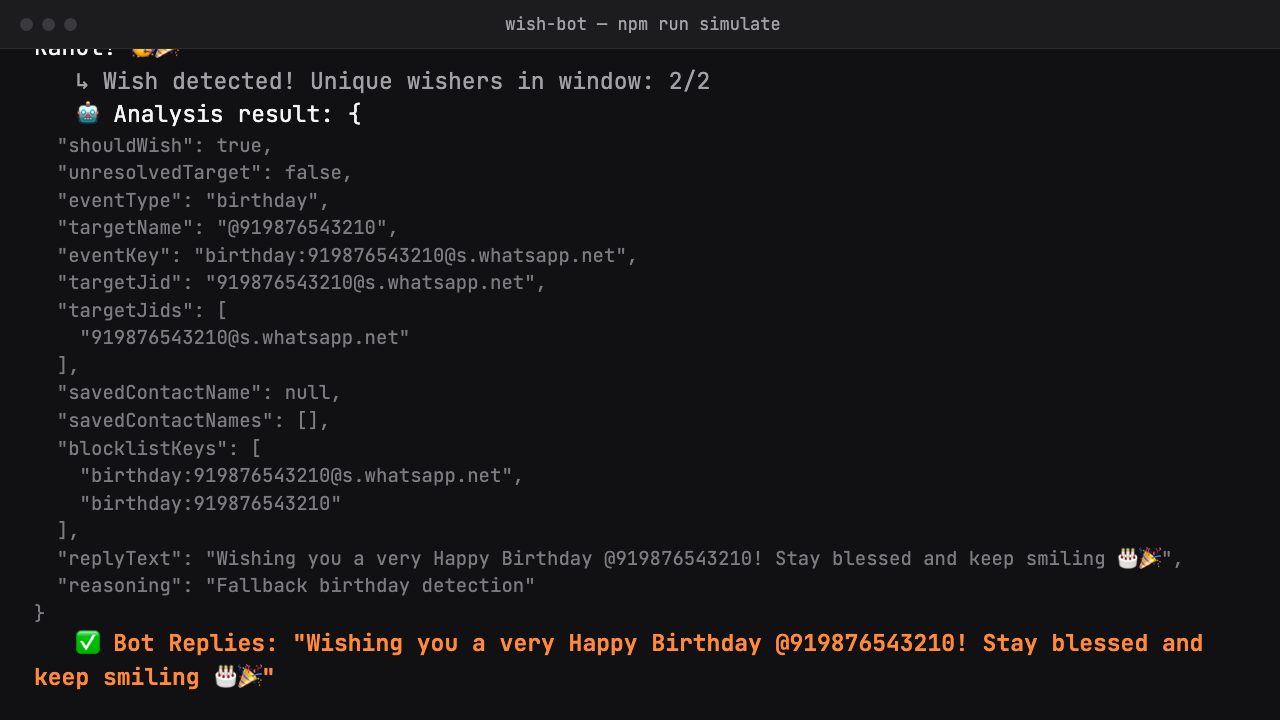 wish-bot — npm run simulate
Rahul! 🥳🎉
↳ Wish detected! Unique wishers in window: 2/2
🤖 Analysis result: {
"shouldWish": true,
"unresolvedTarget": false,
"eventType": "birthday",
"targetName": "@919876543210",
"eventKey": "birthday:919876543210@s.whatsapp.net",
"targetJid": "919876543210@s.whatsapp.net",
"targetJids": [
"919876543210@s.whatsapp.net"
],
"savedContactName": null,
"savedContactNames": [],
"blocklistKeys": [
"birthday:919876543210@s.whatsapp.net",
"birthday:919876543210"
],
"replyText": "Wishing you a very Happy Birthday @919876543210! Stay blessed and keep smiling 🎂🎉",
"reasoning": "Fallback birthday detection"
}
✅ Bot Replies: "Wishing you a very Happy Birthday @919876543210! Stay blessed and
keep smiling 🎂🎉"